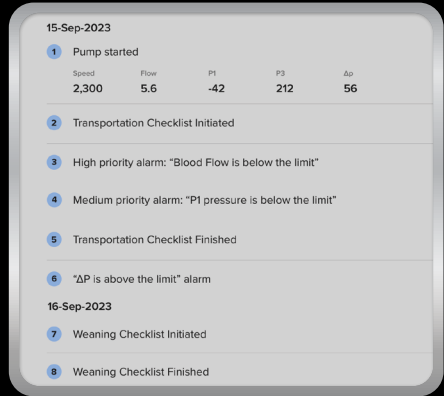 15-Sep-2023
1 Pump started
Speed Flow P1 P3 Δp
2,300 5.6 -42 212 56
2 Transportation Checklist Initiated
3 High priority alarm: “Blood Flow is below the limit”
4 Medium priority alarm: “P1 pressure is below the limit”
5 Transportation Checklist Finished
6 “ΔP is above the limit” alarm
16-Sep-2023
7 Weaning Checklist Initiated
8 Weaning Checklist Finished